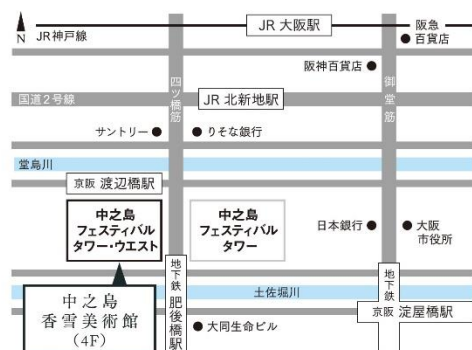 JR 大阪駅
阪急
百貨店
N
JR神戸線
阪神百貨店
四ツ橋筋
御堂筋
国道2号線
JR 北新地駅
サントリー
りそな銀行
堂島川
京阪 渡辺橋駅
中之島
フェスティバル
タワー・ウエスト
中之島
フェスティバル
タワー
日本銀行
大阪
市役所
地下鉄 肥後橋駅
地下鉄
土佐堀川
京阪 淀屋橋駅
中之島
香雪美術館
(4F)
大同生命ビル